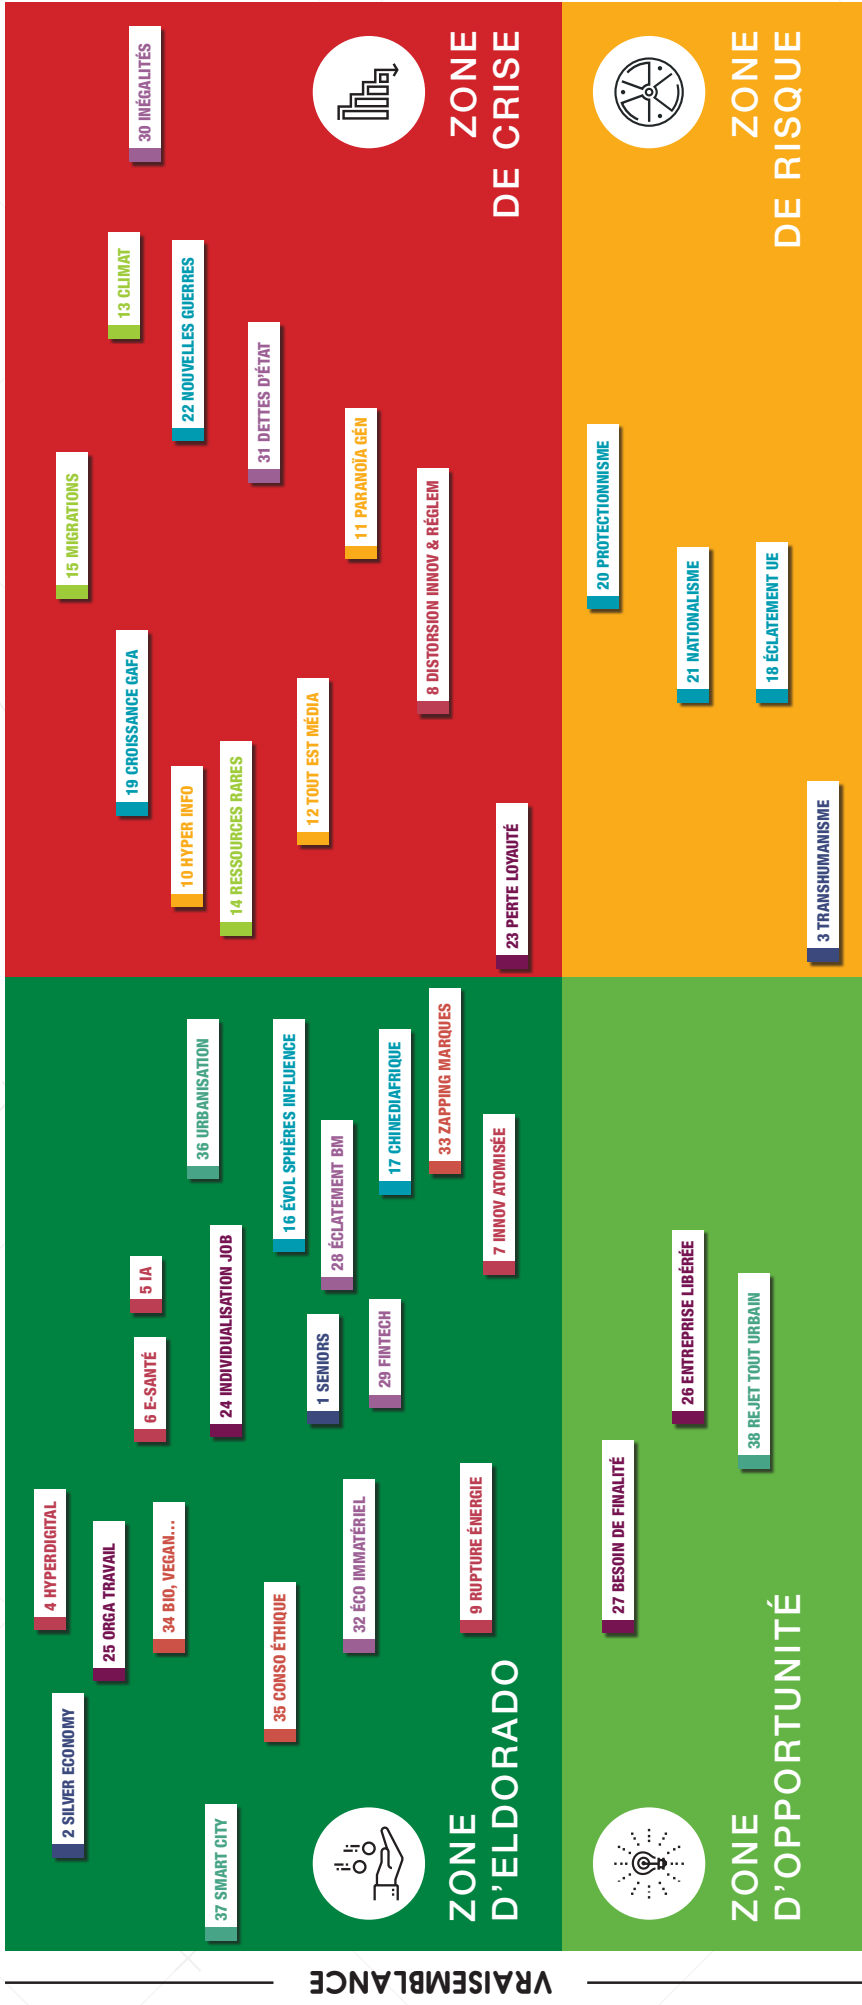 VRAISEMBLANCE
4 HYPERDIGITAL
2 SILVER ECONOMY
25 ORGA TRAVAIL
5 IA
6 E-SANTÉ
34 BIO, VEGAN...
36 URBANISATION
37 SMART CITY
24 INDIVIDUALISATION JOB
35 CONSO ÉTHIQUE
16 ÉVOL SPHÈRES INFLUENCE
1 SENIORS
28 ÉCLATEMENT BM
32 ÉCO IMMATÉRIEL
29 FINTECH
17 CHINEDIAFRIQUE
33 ZAPPING MARQUES
9 RUPTURE ÉNERGIE
7 INNOV ATOMISÉE
ZONE
D'ELDORADO
15 MIGRATIONS
13 CLIMAT
19 CROISSANCE GAFA
30 INÉGALITÉS
10 HYPER INFO
22 NOUVELLES GUERRES
14 RESSOURCES RARES
31 DETTES D'ÉTAT
12 TOUT EST MÉDIA
11 PARANOÏA GÉN
8 DISTORSION INNOV & RÉGLEM
23 PERTE LOYAUTÉ
ZONE
DE CRISE
27 BESOIN DE FINALITÉ
26 ENTREPRISE LIBÉRÉE
38 REJET TOUT URBAIN
ZONE
D'OPPORTUNITÉ
20 PROTECTIONNISME
21 NATIONALISME
18 ÉCLATEMENT UE
3 TRANSHUMANISME
ZONE
DE RISQUE